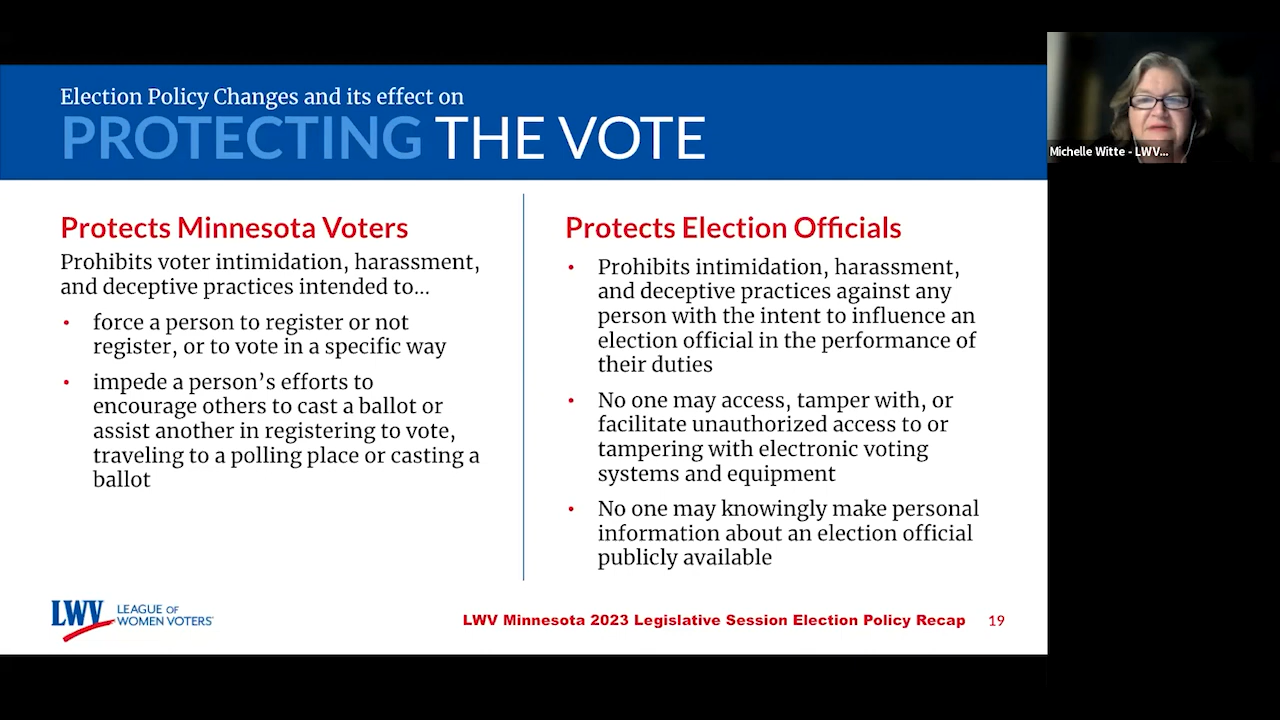 Election Policy Changes and its effect on
PROTECTING THE VOTE
Protects Minnesota Voters
Prohibits voter intimidation, harassment,
and deceptive practices intended to...
• force a person to register or not
register, or to vote in a specific way
• impede a person’s efforts to
encourage others to cast a ballot or
assist another in registering to vote,
traveling to a polling place or casting a
ballot
Protects Election Officials
• Prohibits intimidation, harassment,
and deceptive practices against any
person with the intent to influence an
election official in the performance of
their duties
• No one may access, tamper with, or
facilitate unauthorized access to or
tampering with electronic voting
systems and equipment
• No one may knowingly make personal
information about an election official
publicly available
LWV LEAGUE OF
WOMEN VOTERS®
LWV Minnesota 2023 Legislative Session Election Policy Recap 19
Michelle Witte - LWV...